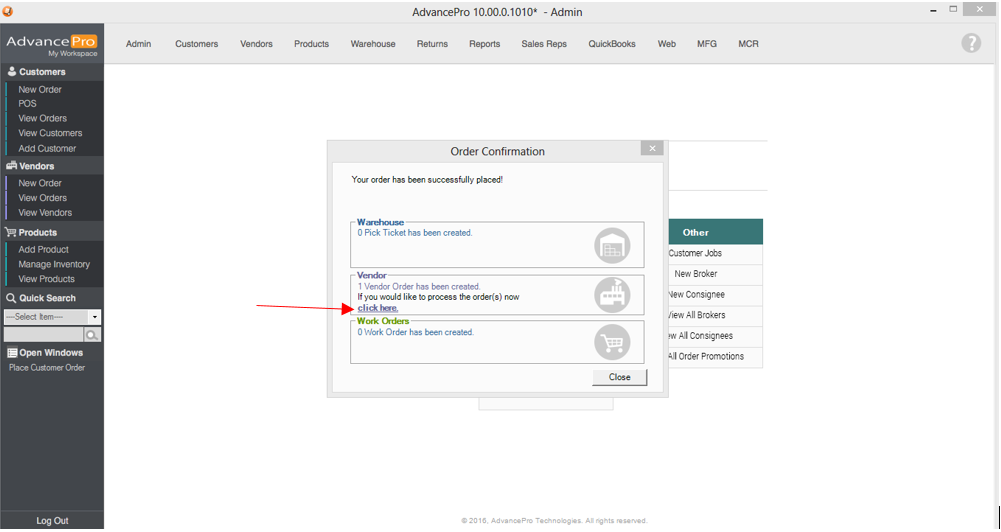 AdvancePro 10.00.0.1010* - Admin
AdvancePro
My Workspace
Admin Customers Vendors Products Warehouse Returns Reports Sales Reps QuickBooks Web MFG MCR ?
Customers
New Order
POS
View Orders
View Customers
Add Customer
Vendors
New Order
View Orders
View Vendors
Products
Add Product
Manage Inventory
View Products
Quick Search
---Select Item---
Open Windows
Place Customer Order
Log Out
Order Confirmation
Your order has been successfully placed!
Warehouse
0 Pick Ticket has been created.
Vendor
1 Vendor Order has been created.
If you would like to process the order(s) now
click here.
Work Orders
0 Work Order has been created.
Close
Other
Customer Jobs
New Broker
New Consignee
View All Brokers
ew All Consignees
All Order Promotions
© 2016, AdvancePro Technologies. All rights reserved.